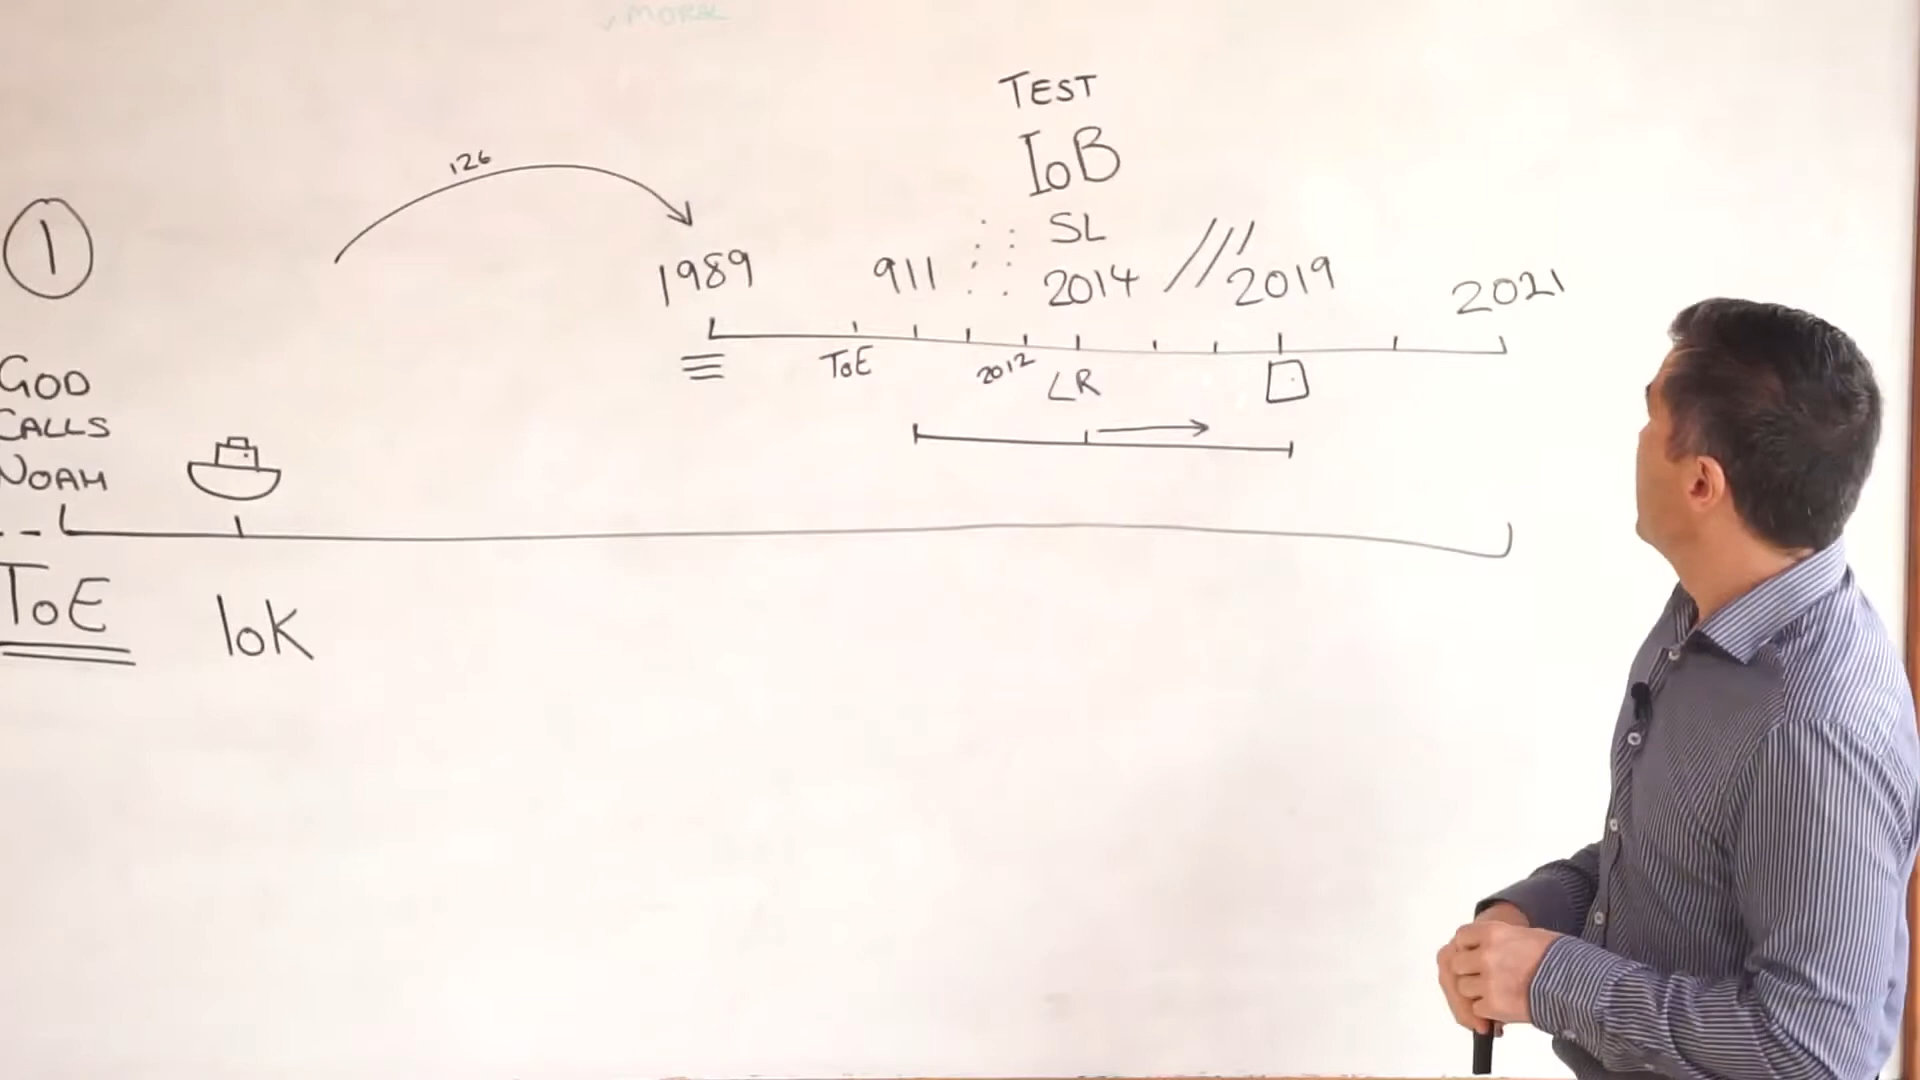 MORAL
TEST
IoB
126
SL
1
1989 911 2014 2019 2021
ToE 2012 LR
GOD
CALLS
NOAH
ToE IoK